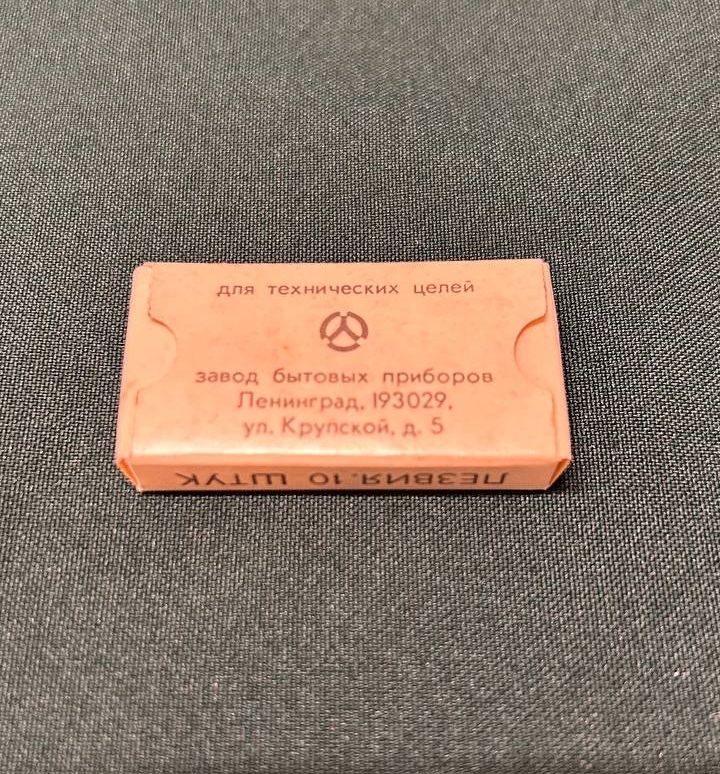 для технических целей
завод бытовых приборов
Ленинград, 193029,
ул. Крупской, д. 5
ЛЕЗВИЯ.10 ШТУК